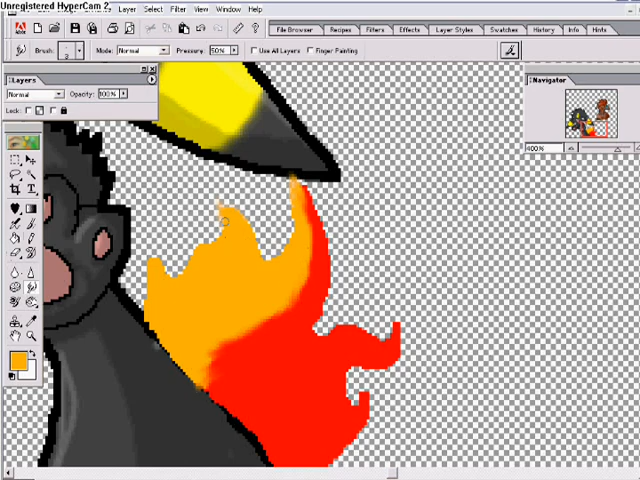 Unregistered HyperCam 2
Layer Select Filter View Window Help
File Browser Recipes Filters Effects Layer Styles Swatches History Info Hints
Brush: 3 Mode: Normal Pressure: 50% Use All Layers Finger Painting
Layers
Normal Opacity: 100%
Lock:
Navigator
400%
T